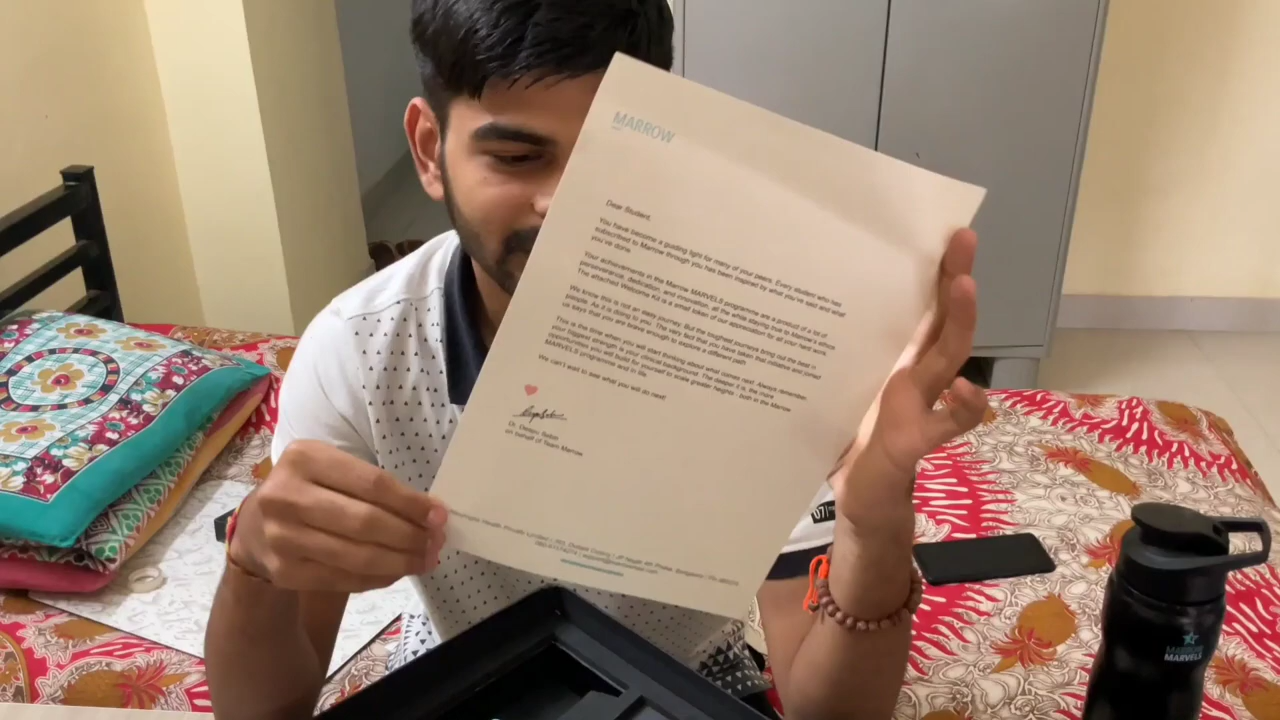 MARROW
Dear Student,
You have become a guiding light for many of your peers. Every student who has
subscribed to Marrow through you has been inspired by what you've said and what
you've done.
Your achievements in the Marrow MARVELS programme are a product of a lot of
perseverance, dedication, and innovation, all the while staying true to Marrow's ethos.
The attached Welcome Kit is a small token of our appreciation for all your hard work.
We know this is not an easy journey. But the toughest journeys bring out the best in
people. As it is doing to you. The very fact that you have taken that initiative and joined
us says that you are brave enough to explore a different path.
This is the time when you will start thinking about what comes next. Always remember,
your biggest strength is your clinical background. The deeper it is, the more
opportunities you will build for yourself to scale greater heights - both in the Marrow
MARVELS programme and in life.
We can't wait to see what you will do next!
Dr. Deepu Sebin
on behalf of Team Marrow
Health Private Limited
07
MARROW
MARVELS